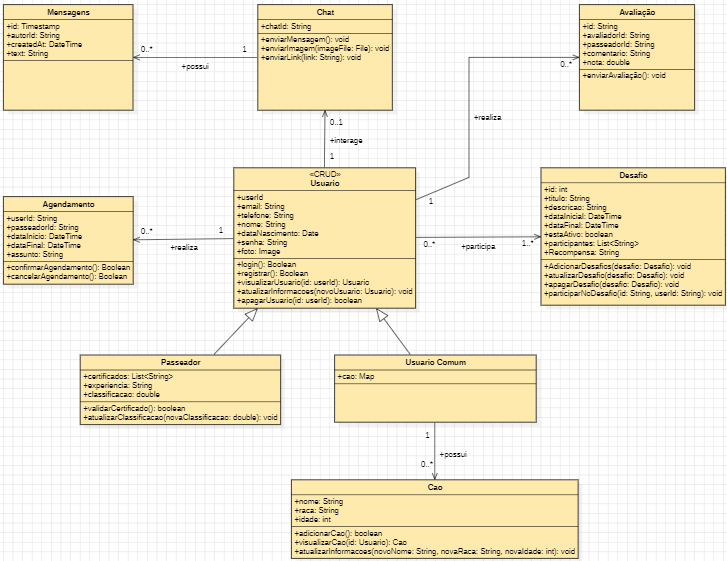 Mensagens
+id: Timestamp
+autorId: String
+createdAt: DateTime
+text: String
0..*
1
+possui
Chat
+chatId: String
+enviarMensagem(): void
+enviarImagem(imageFile: File): void
+enviarLink(link: String): void
0..1
+interage
1
Avaliação
+id: String
+avaliadorId: String
+passeadorId: String
+comentario: String
+nota: double
+enviarAvaliação(): void
0..*
+realiza
1
«CRUD»
Usuario
+userId
+email: String
+telefone: String
+nome: String
+dataNascimento: Date
+senha: String
+foto: Image
+login(): Boolean
+registrar(): Boolean
+visualizarUsuario(id: userId): Usuario
+atualizarInformacoes(novoUsuario: Usuario): void
+apagarUsuario(id: userId): boolean
Agendamento
+userId: String
+passeadorId: String
+dataInicio: DateTime
+dataFinal: DateTime
+assunto: String
+confirmarAgendamento(): Boolean
+cancelarAgendamento(): Boolean
0..*
1
+realiza
0..*
1..*
+participa
Desafio
+id: int
+titulo: String
+descricao: String
+dataInicial: DateTime
+dataFinal: DateTime
+estaAtivo: boolean
+participantes: List<String>
+Recompensa: String
+AdicionarDesafios(desafio: Desafio): void
+atualizarDesafio(desafio: Desafio): void
+apagarDesafio(desafio: Desafio): void
+participarNoDesafio(id: String, userId: String): void
Passeador
+certificados: List<String>
+experiencia: String
+classificacao: double
+validarCertificado(): boolean
+atualizarClassificacao(novaClassificacao: double): void
Usuario Comum
+cao: Map
1
+possui
0..*
Cao
+nome: String
+raca: String
+idade: int
+adicionarCao(): boolean
+visualizarCao(id: Usuario): Cao
+atualizarInformacoes(novoNome: String, novaRaca: String, novaIdade: int): void